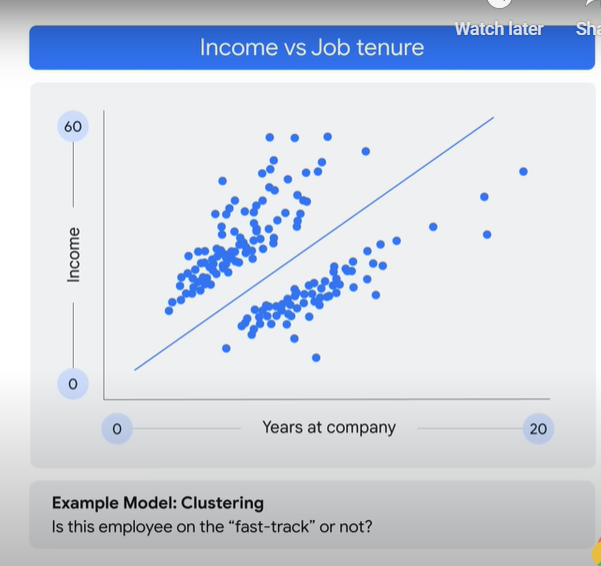 Watch later
Sha
Income vs Job tenure
60
Income
0
0
Years at company
20
Example Model: Clustering
Is this employee on the “fast-track” or not?